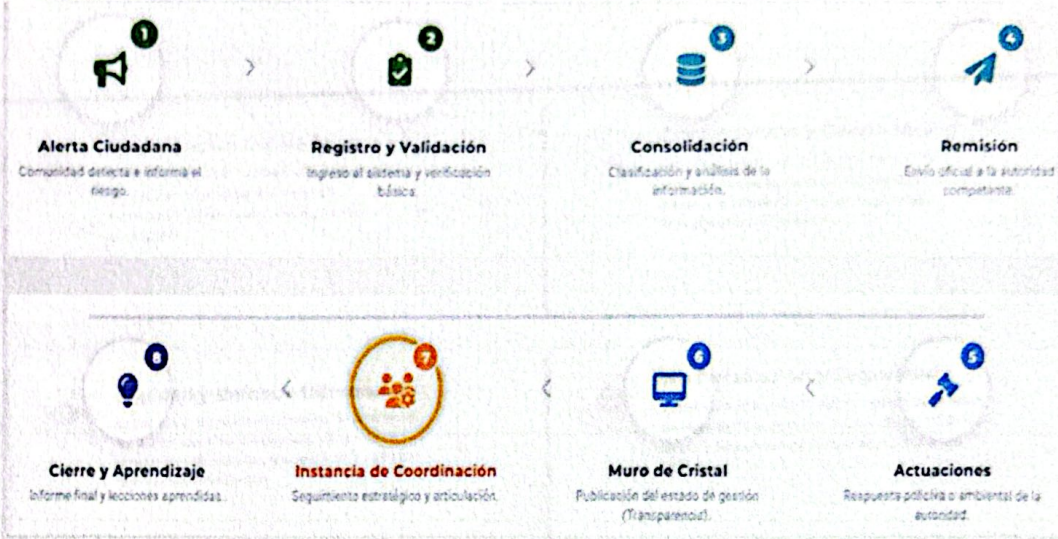 1
2
3
4
Alerta Ciudadana
Registro y Validación
Consolidación
Remisión
Comunidad detecta e informa el
riesgo.
Ingreso al sistema y verificación
básica.
Clasificación y análisis de la
información.
Envío oficial a la autoridad
competente.
8
7
6
5
Cierre y Aprendizaje
Instancia de Coordinación
Muro de Cristal
Actuaciones
Informe final y lecciones aprendidas.
Seguimiento estratégico y articulación.
Publicación del estado de gestión
(Transparencia).
Respuesta policiva o ambiental de la
autoridad.